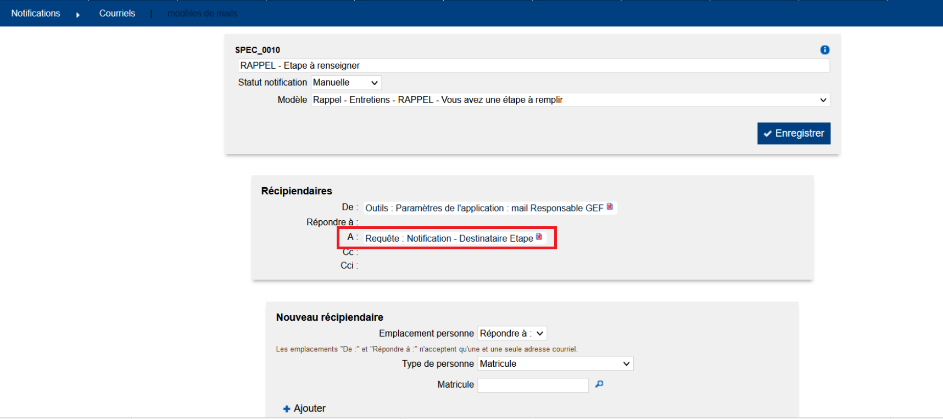 Notifications Courriels | modèles de mails
SPEC_0010
RAPPEL - Etape à renseigner
Statut notification Manuelle
Modèle Rappel - Entretiens - RAPPEL - Vous avez une étape à remplir
Enregistrer
Récipiendaires
De : Outils : Paramètres de l'application : mail Responsable GEF
Répondre à :
A : Requête : Notification - Destinataire Etape
Cc :
Cci :
Nouveau récipiendaire
Emplacement personne Répondre à :
Les emplacements "De :" et "Répondre à :" n'acceptent qu'une et une seule adresse courriel.
Type de personne Matricule
Matricule
Ajouter